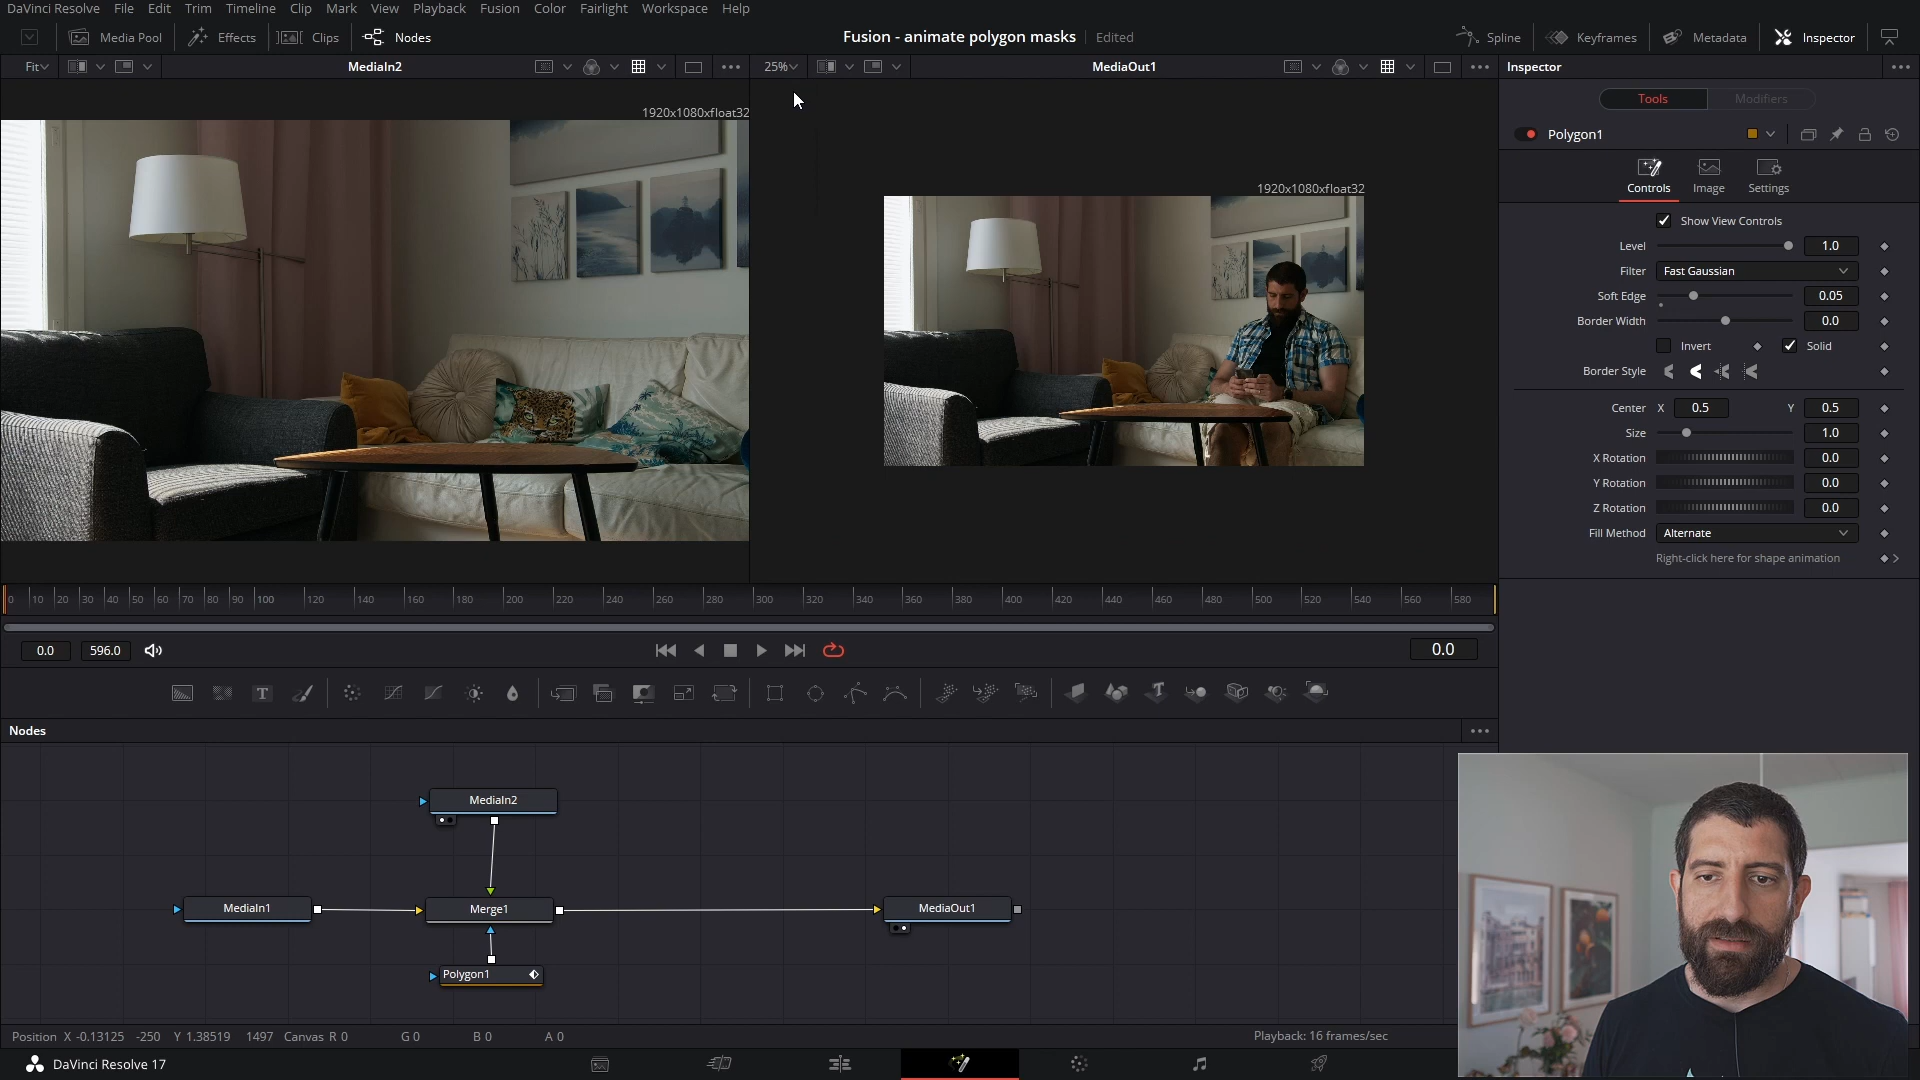 DaVinci Resolve File Edit Trim Timeline Clip Mark View Playback Fusion Color Fairlight Workspace Help
Media Pool Effects Clips Nodes Fusion - animate polygon masks Edited Spline Keyframes Metadata Inspector
Fit MediaIn2 25% MediaOut1 Inspector
Tools Modifiers
1920x1080xfloat32
Polygon1
1920x1080xfloat32
Controls Image Settings
Show View Controls
Level 1.0
Filter Fast Gaussian
Soft Edge 0.05
Border Width 0.0
Invert Solid
Border Style
Center X 0.5 Y 0.5
Size 1.0
X Rotation 0.0
Y Rotation 0.0
Z Rotation 0.0
Fill Method Alternate
Right-click here for shape animation
0 10 20 30 40 50 60 70 80 90 100 120 140 160 180 200 220 240 260 280 300 320 340 360 380 400 420 440 460 480 500 520 540 560 580
0.0 596.0 0.0
T T
Nodes
MediaIn2
MediaIn1 Merge1 MediaOut1
Polygon1
Position X -0.13125 -250 Y 1.38519 1497 Canvas R 0 G 0 B 0 A 0 Playback: 16 frames/sec
DaVinci Resolve 17